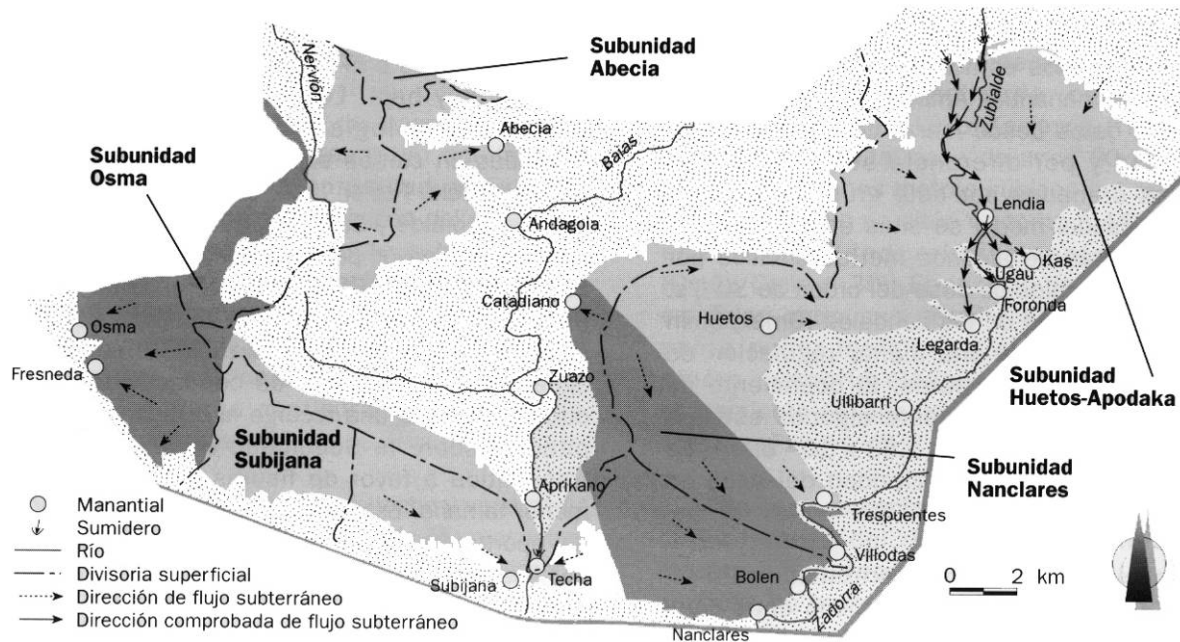 Nervión
Subunidad
Abecia
Zubialde
Abecia
Subunidad
Osma
Baias
Andagoia
Lendia
Kas
Ugau
Catadiano
Foronda
Huetos
Osma
Legarda
Fresneda
Zuazo
Subunidad
Huetos-Apodaka
Ullibarri
Subunidad
Subijana
Subunidad
Nanclares
Aprikano
Manantial
Trespuentes
Sumidero
Río
Villodas
Divisoria superficial
Subijana
Techa
Bolen
0 2 km
Dirección de flujo subterráneo
Zadorra
Dirección comprobada de flujo subterráneo
Nanclares